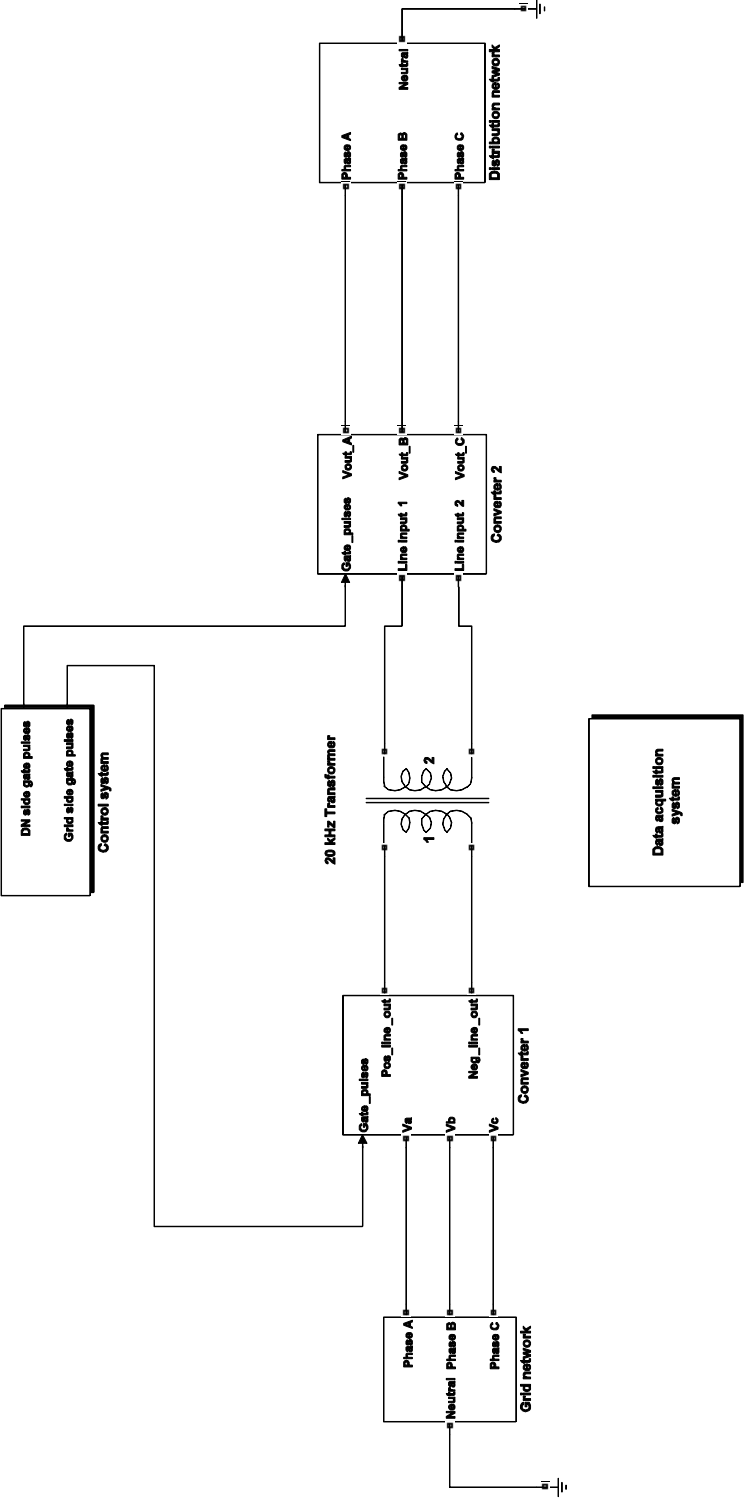 DN side gate pulses
Grid side gate pulses
Control system
Neutral
Phase A
Phase B
Phase C
Grid network
Gate_pulses
Va
Vb
Vc
Pos_line_out
Neg_line_out
Converter 1
20 kHz Transformer
1
2
Gate_pulses
Line input 1
Line input 2
Vout_A
Vout_B
Vout_C
Converter 2
Phase A
Phase B
Phase C
Neutral
Distribution network
Data acquisition
system